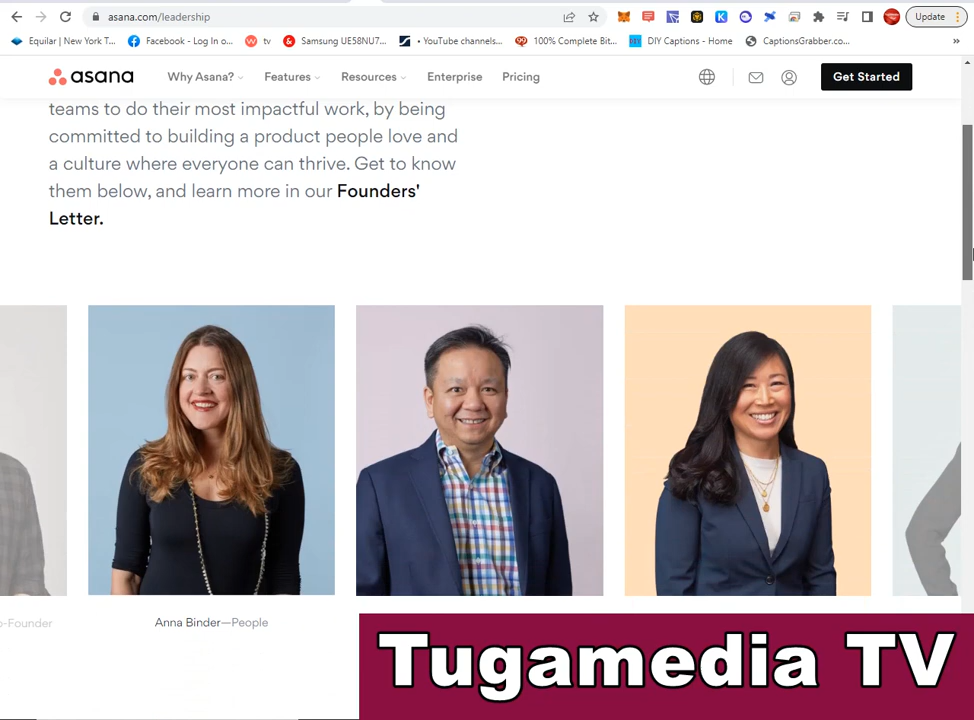 asana.com/leadership
Update
Equilar | New York T...
Facebook - Log In o...
tv
Samsung UE58NU7...
• YouTube channels...
100% Complete Bit...
DIY Captions - Home
CaptionsGrabber.co...
»
asana
Why Asana?
Features
Resources
Enterprise
Pricing
Get Started
teams to do their most impactful work, by being
committed to building a product people love and
a culture where everyone can thrive. Get to know
them below, and learn more in our Founders'
Letter.
o-Founder
Anna Binder—People
Tugamedia TV